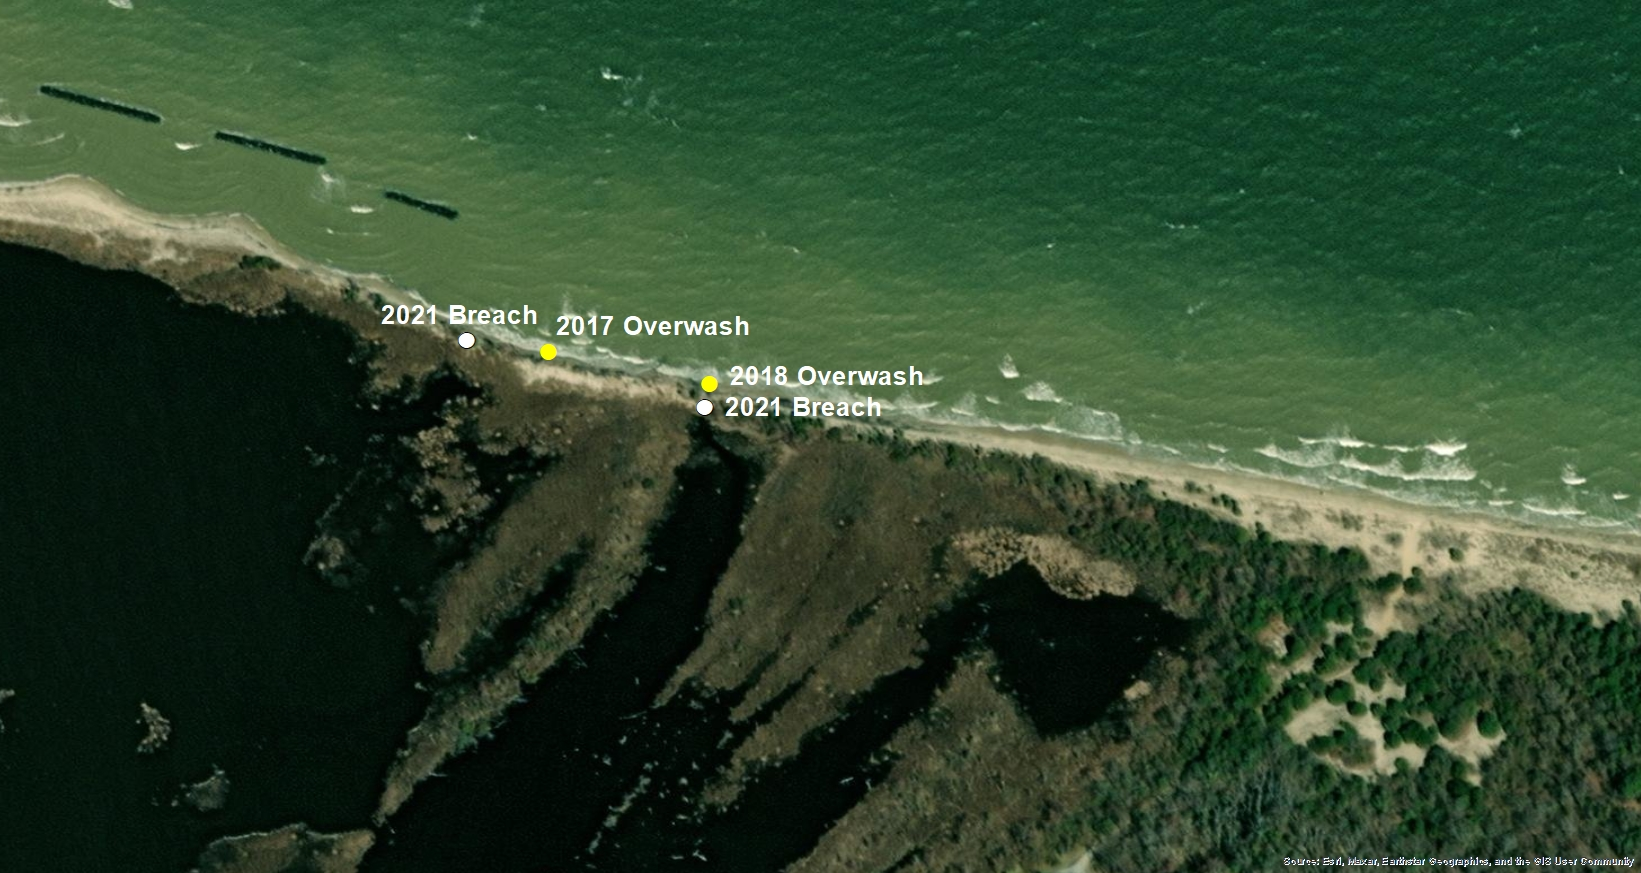 2021 Breach
2017 Overwash
2018 Overwash
2021 Breach
Source: Esri, Maxar, Earthstar Geographics, and the GIS User Community